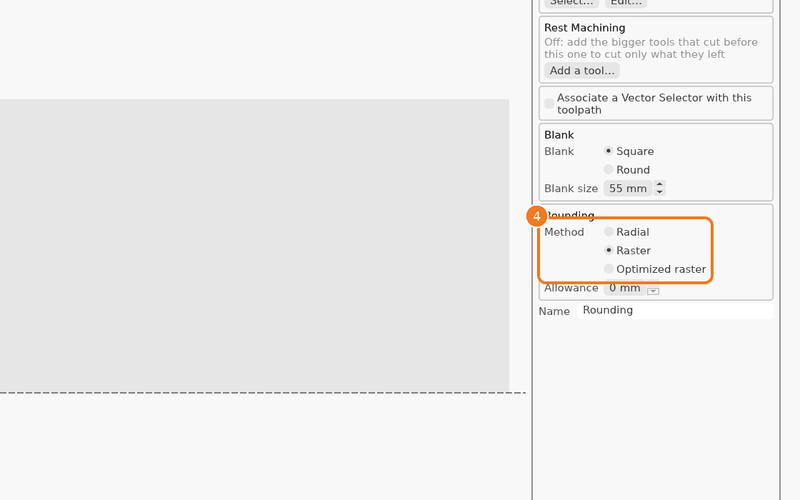 Select... Edit...
Rest Machining
Off: add the bigger tools that cut before
this one to cut only what they left
Add a tool...
Associate a Vector Selector with this
toolpath
Blank
Blank Square
Round
Blank size 55 mm
4 Rounding
Method Radial
Raster
Optimized raster
Allowance 0 mm
Name Rounding